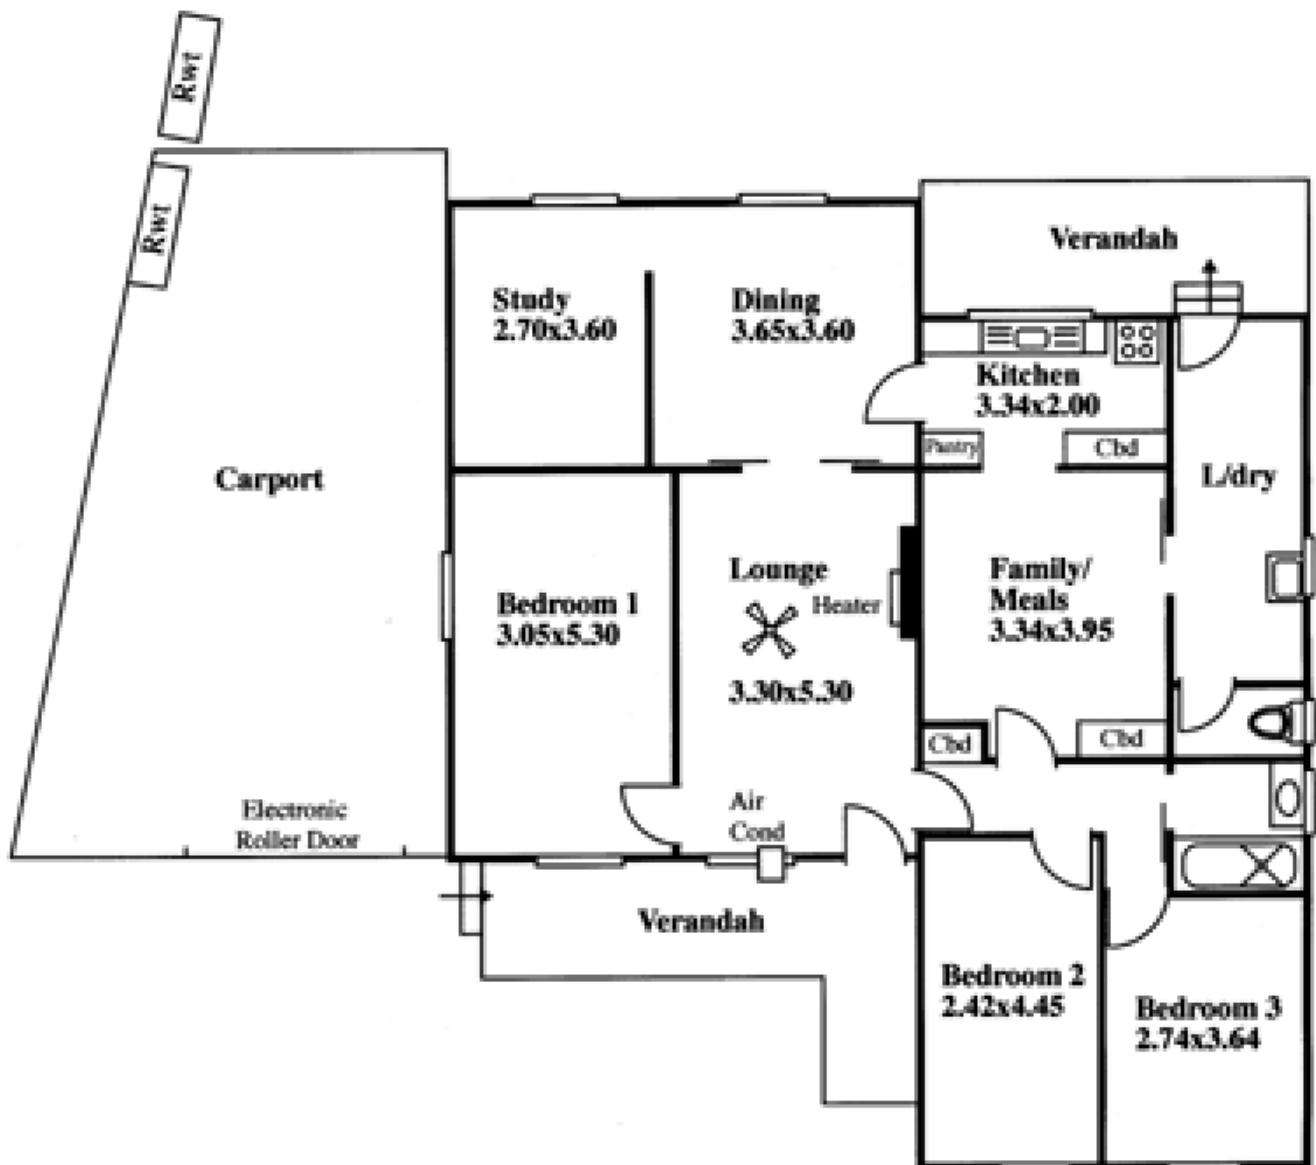 Rwt
Rwt
Verandah
Study
2.70x3.60
Dining
3.65x3.60
Kitchen
3.34x2.00
Pantry
Cbd
Carport
L/dry
Lounge
Heater
3.30x5.30
Family/
Meals
3.34x3.95
Bedroom 1
3.05x5.30
Cbd
Cbd
Air
Cond
Electronic
Roller Door
Verandah
Bedroom 2
2.42x4.45
Bedroom 3
2.74x3.64